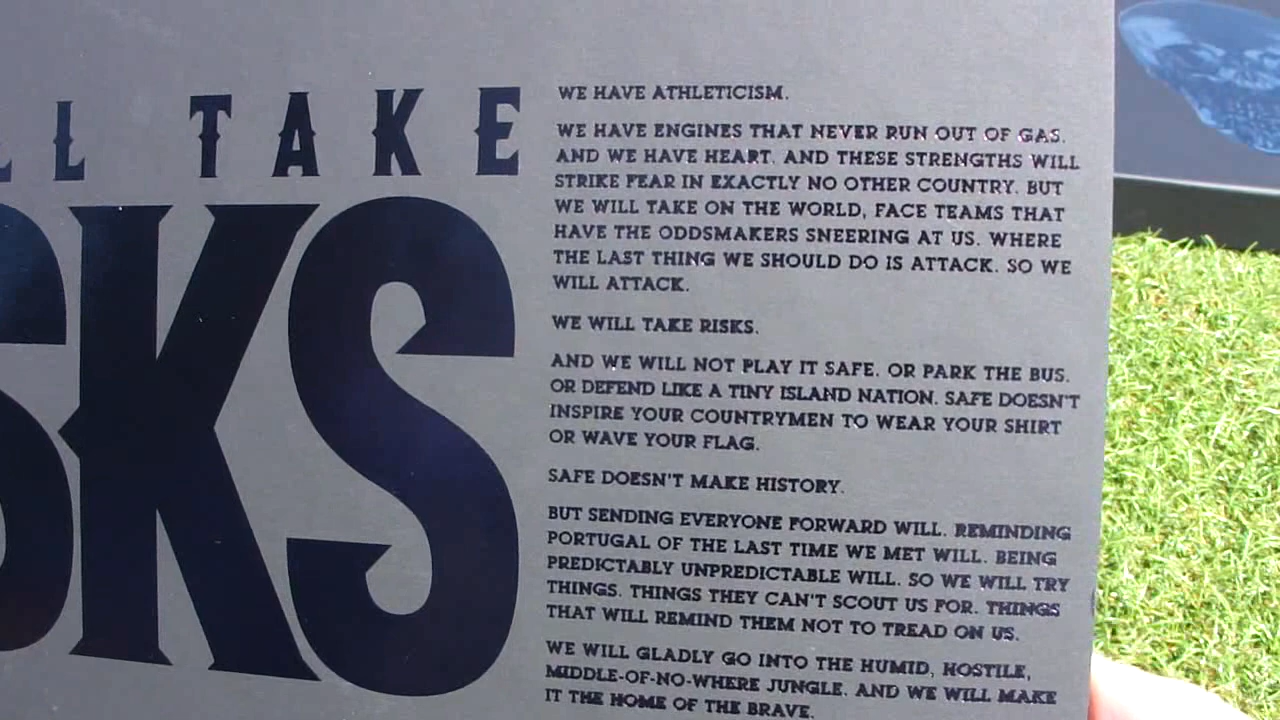 LL TAKE
SKS
WE HAVE ATHLETICISM.
WE HAVE ENGINES THAT NEVER RUN OUT OF GAS.
AND WE HAVE HEART. AND THESE STRENGTHS WILL
STRIKE FEAR IN EXACTLY NO OTHER COUNTRY. BUT
WE WILL TAKE ON THE WORLD, FACE TEAMS THAT
HAVE THE ODDSMAKERS SNEERING AT US. WHERE
THE LAST THING WE SHOULD DO IS ATTACK. SO WE
WILL ATTACK.
WE WILL TAKE RISKS.
AND WE WILL NOT PLAY IT SAFE. OR PARK THE BUS.
OR DEFEND LIKE A TINY ISLAND NATION. SAFE DOESN'T
INSPIRE YOUR COUNTRYMEN TO WEAR YOUR SHIRT
OR WAVE YOUR FLAG.
SAFE DOESN'T MAKE HISTORY.
BUT SENDING EVERYONE FORWARD WILL. REMINDING
PORTUGAL OF THE LAST TIME WE MET WILL. BEING
PREDICTABLY UNPREDICTABLE WILL. SO WE WILL TRY
THINGS. THINGS THEY CAN'T SCOUT US FOR. THINGS
THAT WILL REMIND THEM NOT TO TREAD ON US.
WE WILL GLADLY GO INTO THE HUMID, HOSTILE,
MIDDLE-OF-NO-WHERE JUNGLE. AND WE WILL MAKE
IT THE HOME OF THE BRAVE.